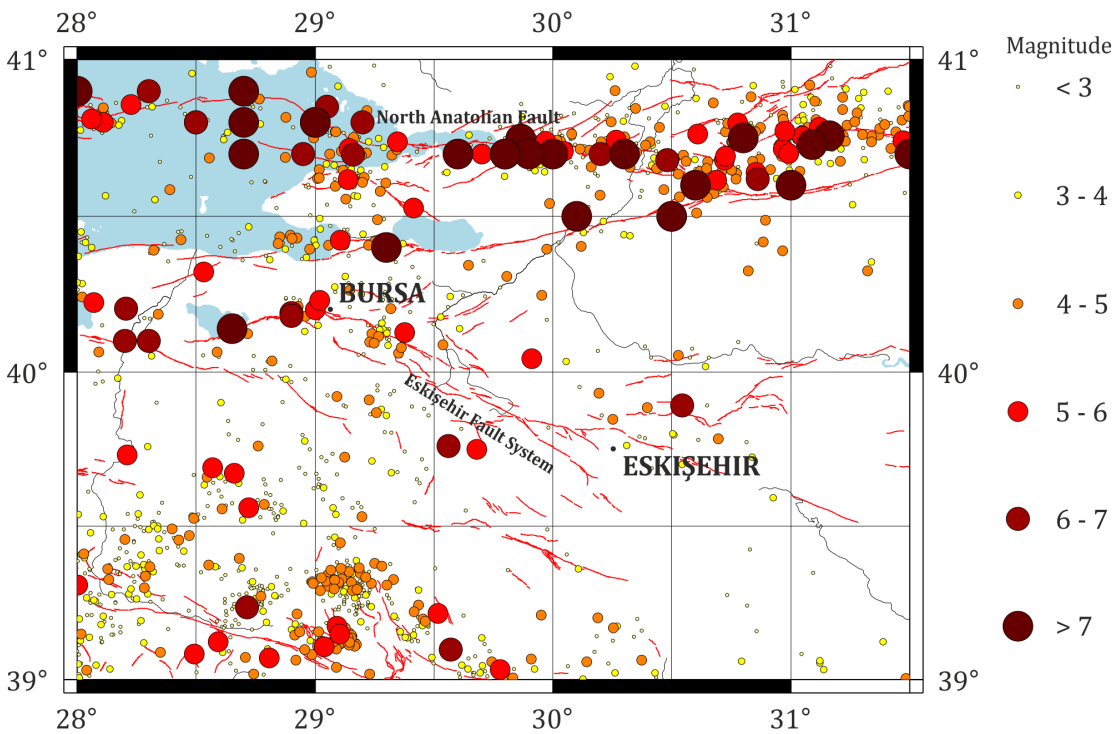 28°
29°
30°
31°
41°
41°
Magnitude
< 3
North Anatolian Fault
3 - 4
BURSA
4 - 5
40°
40°
Eskişehir Fault System
5 - 6
ESKIŞEHIR
6 - 7
> 7
39°
39°
28°
29°
30°
31°